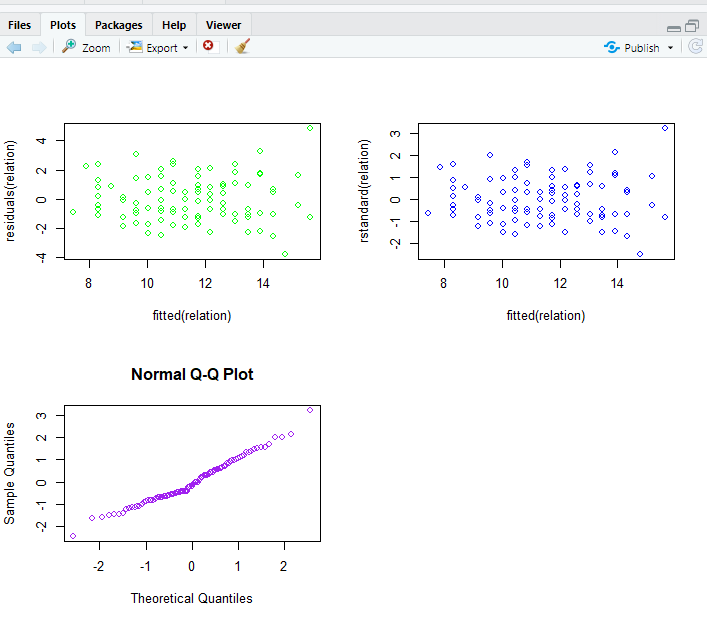 Files Plots Packages Help Viewer
Zoom Export Publish
residuals(relation)
-4 -2 0 2 4
8 10 12 14
fitted(relation)
rstandard(relation)
-2 -1 0 1 2 3
8 10 12 14
fitted(relation)
Normal Q-Q Plot
Sample Quantiles
-2 -1 0 1 2 3
-2 -1 0 1 2
Theoretical Quantiles